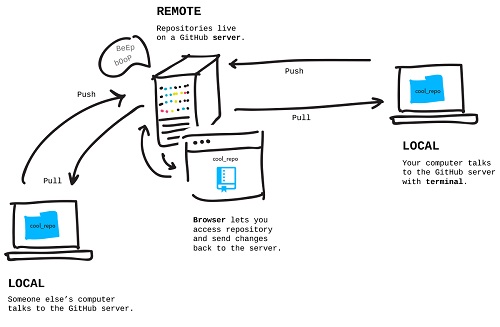 REMOTE
Repositories live
on a GitHub server.
BeEp
bOoP
Push
Pull
Push
Pull
cool_repo
LOCAL
Your computer talks
to the GitHub server
with terminal.
cool_repo
Browser lets you
access repository
and send changes
back to the server.
cool_repo
LOCAL
Someone else's computer
talks to the GitHub server.